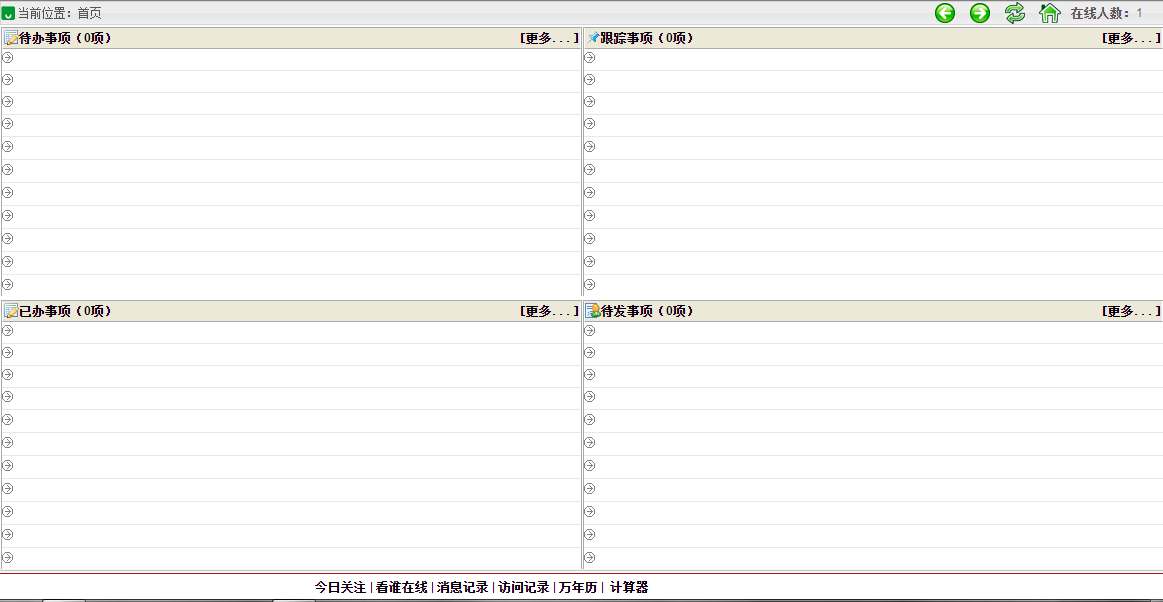 当前位置：首页 在线人数：1
待办事项（0项） [更多...] 跟踪事项（0项） [更多...]
已办事项（0项） [更多...] 待发事项（0项） [更多...]
今日关注 | 看谁在线 | 消息记录 | 访问记录 | 万年历 | 计算器